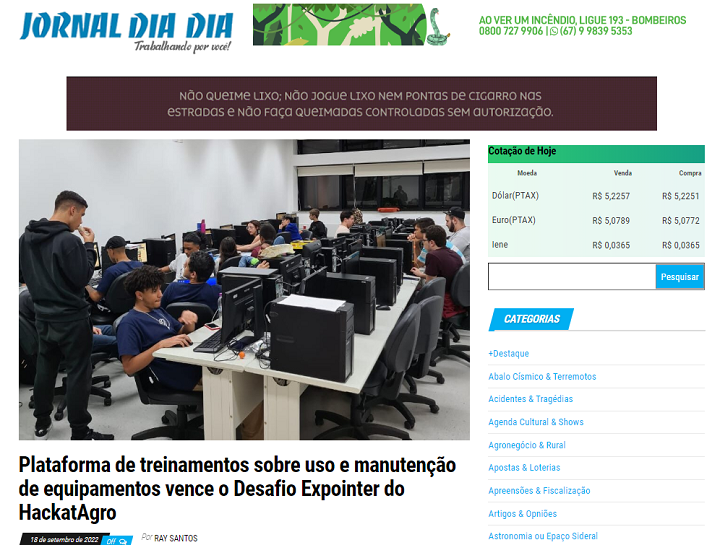 JORNAL DIA DIA
Trabalhando por você!
AO VER UM INCÊNDIO, LIGUE 193 - BOMBEIROS
0800 727 9906 | (67) 9 9839 5353
NÃO QUEIME LIXO; NÃO JOGUE LIXO NEM PONTAS DE CIGARRO NAS
ESTRADAS E NÃO FAÇA QUEIMADAS CONTROLADAS SEM AUTORIZAÇÃO.
Cotação de Hoje
Moeda Venda Compra
Dólar(PTAX) R$ 5,2257 R$ 5,2251
Euro(PTAX) R$ 5,0789 R$ 5,0772
Iene R$ 0,0365 R$ 0,0365
Pesquisar
CATEGORIAS
+Destaque
Abalo Císmico & Terremotos
Acidentes & Tragédias
Agenda Cultural & Shows
Agronegócio & Rural
Apostas & Loterias
Apreensões & Fiscalização
Artigos & Opniões
Astronomia ou Epaço Sideral
Plataforma de treinamentos sobre uso e manutenção
de equipamentos vence o Desafio Expointer do
HackatAgro
18 de setembro de 2022 Off Por RAY SANTOS